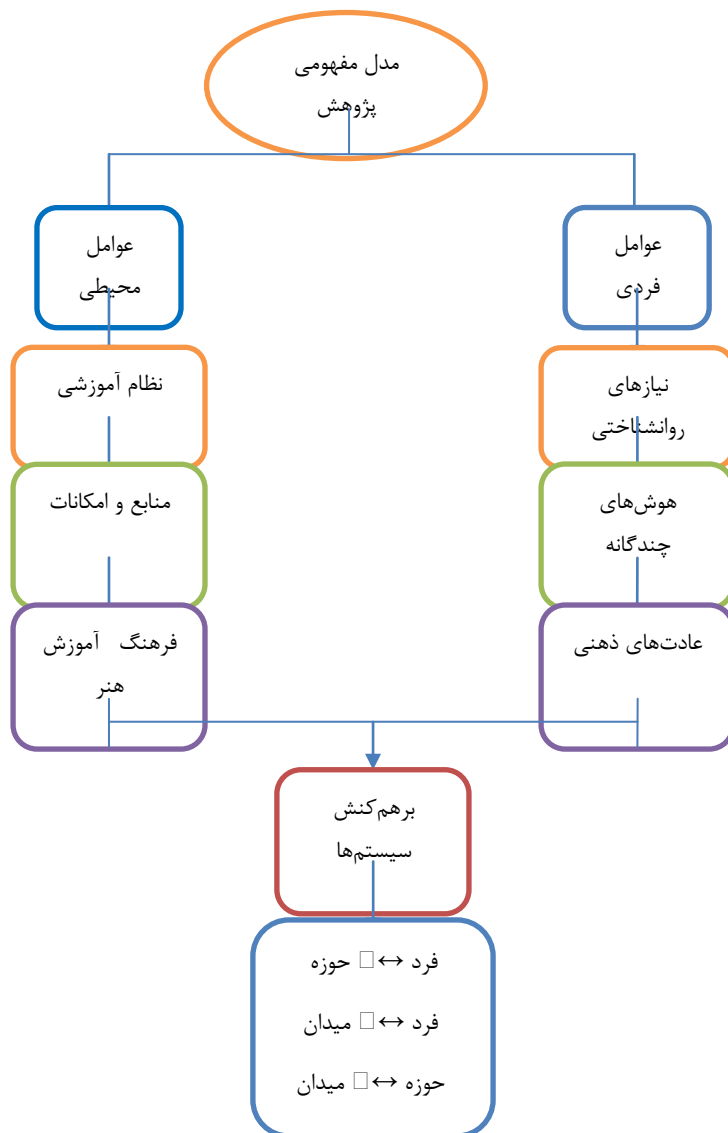 مدل مفهومی
پژوهش
عوامل
فردی
عوامل
محیطی
نیازهای
روانشناختی
نظام آموزشی
هوش‌های
چندگانه
منابع و امکانات
عادت‌های ذهنی
فرهنگ آموزش
هنر
برهم‌کنش
سیستم‌ها
فرد ↔□ حوزه
فرد ↔□ میدان
حوزه ↔□ میدان